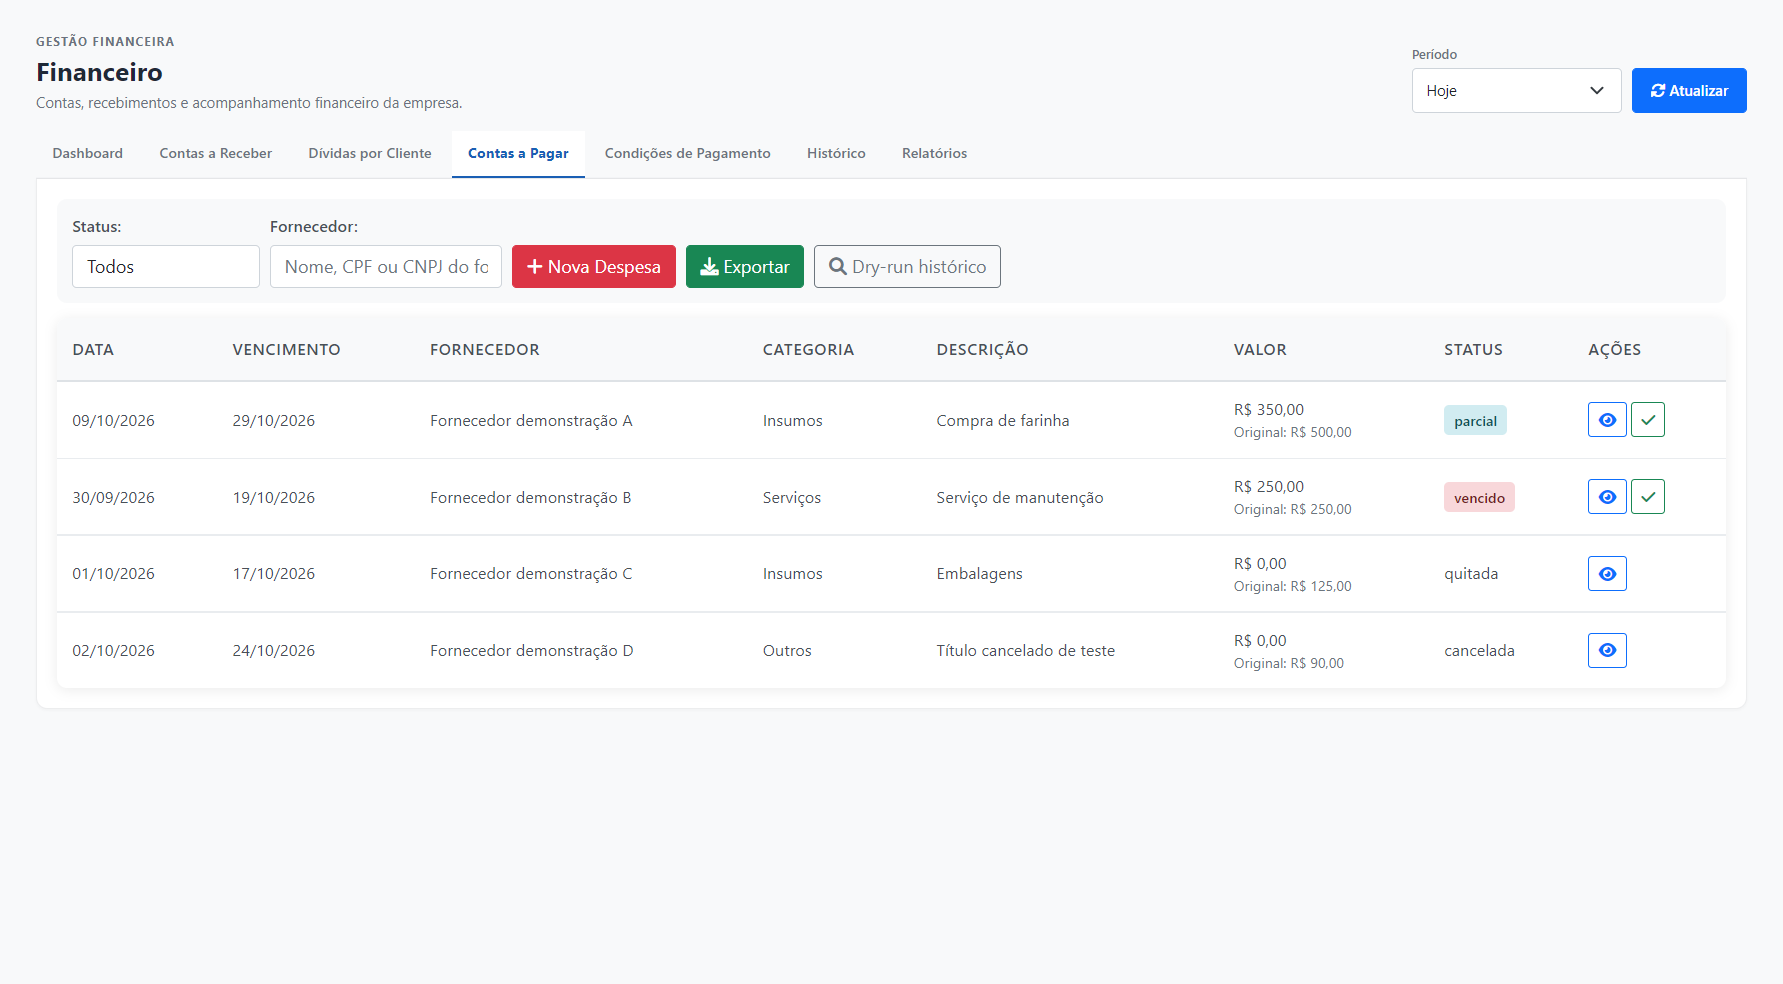 GESTÃO FINANCEIRA
Financeiro
Contas, recebimentos e acompanhamento financeiro da empresa.
Período
Hoje
Atualizar
Dashboard Contas a Receber Dívidas por Cliente Contas a Pagar Condições de Pagamento Histórico Relatórios
Status: Fornecedor:
Todos Nome, CPF ou CNPJ do fo Nova Despesa Exportar Dry-run histórico
DATA VENCIMENTO FORNECEDOR CATEGORIA DESCRIÇÃO VALOR STATUS AÇÕES
09/10/2026 29/10/2026 Fornecedor demonstração A Insumos Compra de farinha R$ 350,00 parcial
Original: R$ 500,00
30/09/2026 19/10/2026 Fornecedor demonstração B Serviços Serviço de manutenção R$ 250,00 vencido
Original: R$ 250,00
01/10/2026 17/10/2026 Fornecedor demonstração C Insumos Embalagens R$ 0,00 quitada
Original: R$ 125,00
02/10/2026 24/10/2026 Fornecedor demonstração D Outros Título cancelado de teste R$ 0,00 cancelada
Original: R$ 90,00